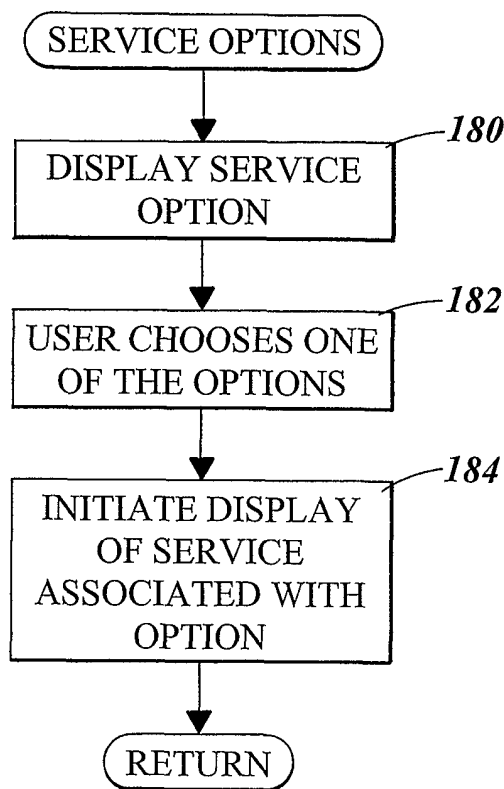 SERVICE OPTIONS
180
DISPLAY SERVICE
OPTION
182
USER CHOOSES ONE
OF THE OPTIONS
184
INITIATE DISPLAY
OF SERVICE
ASSOCIATED WITH
OPTION
RETURN